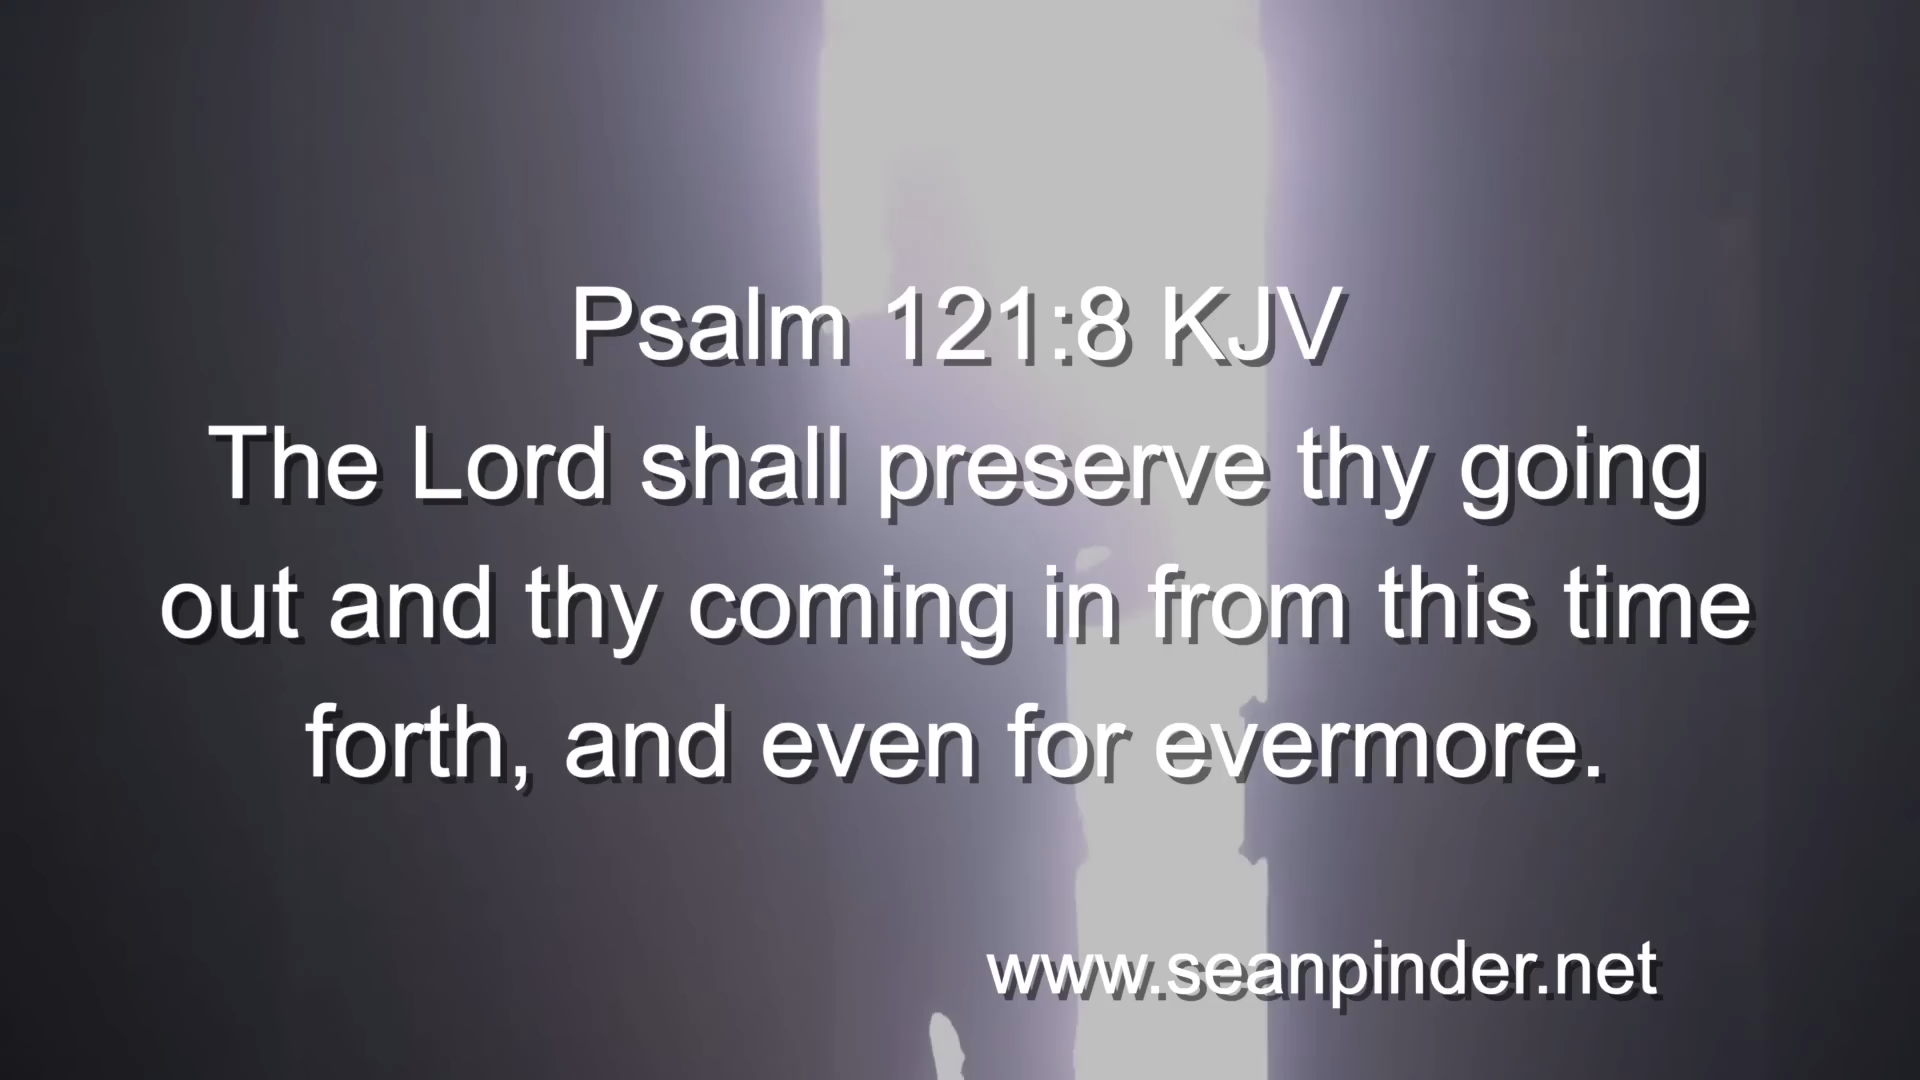 Psalm 121:8 KJV
The Lord shall preserve thy going
out and thy coming in from this time
forth, and even for evermore.
www.seanpinder.net